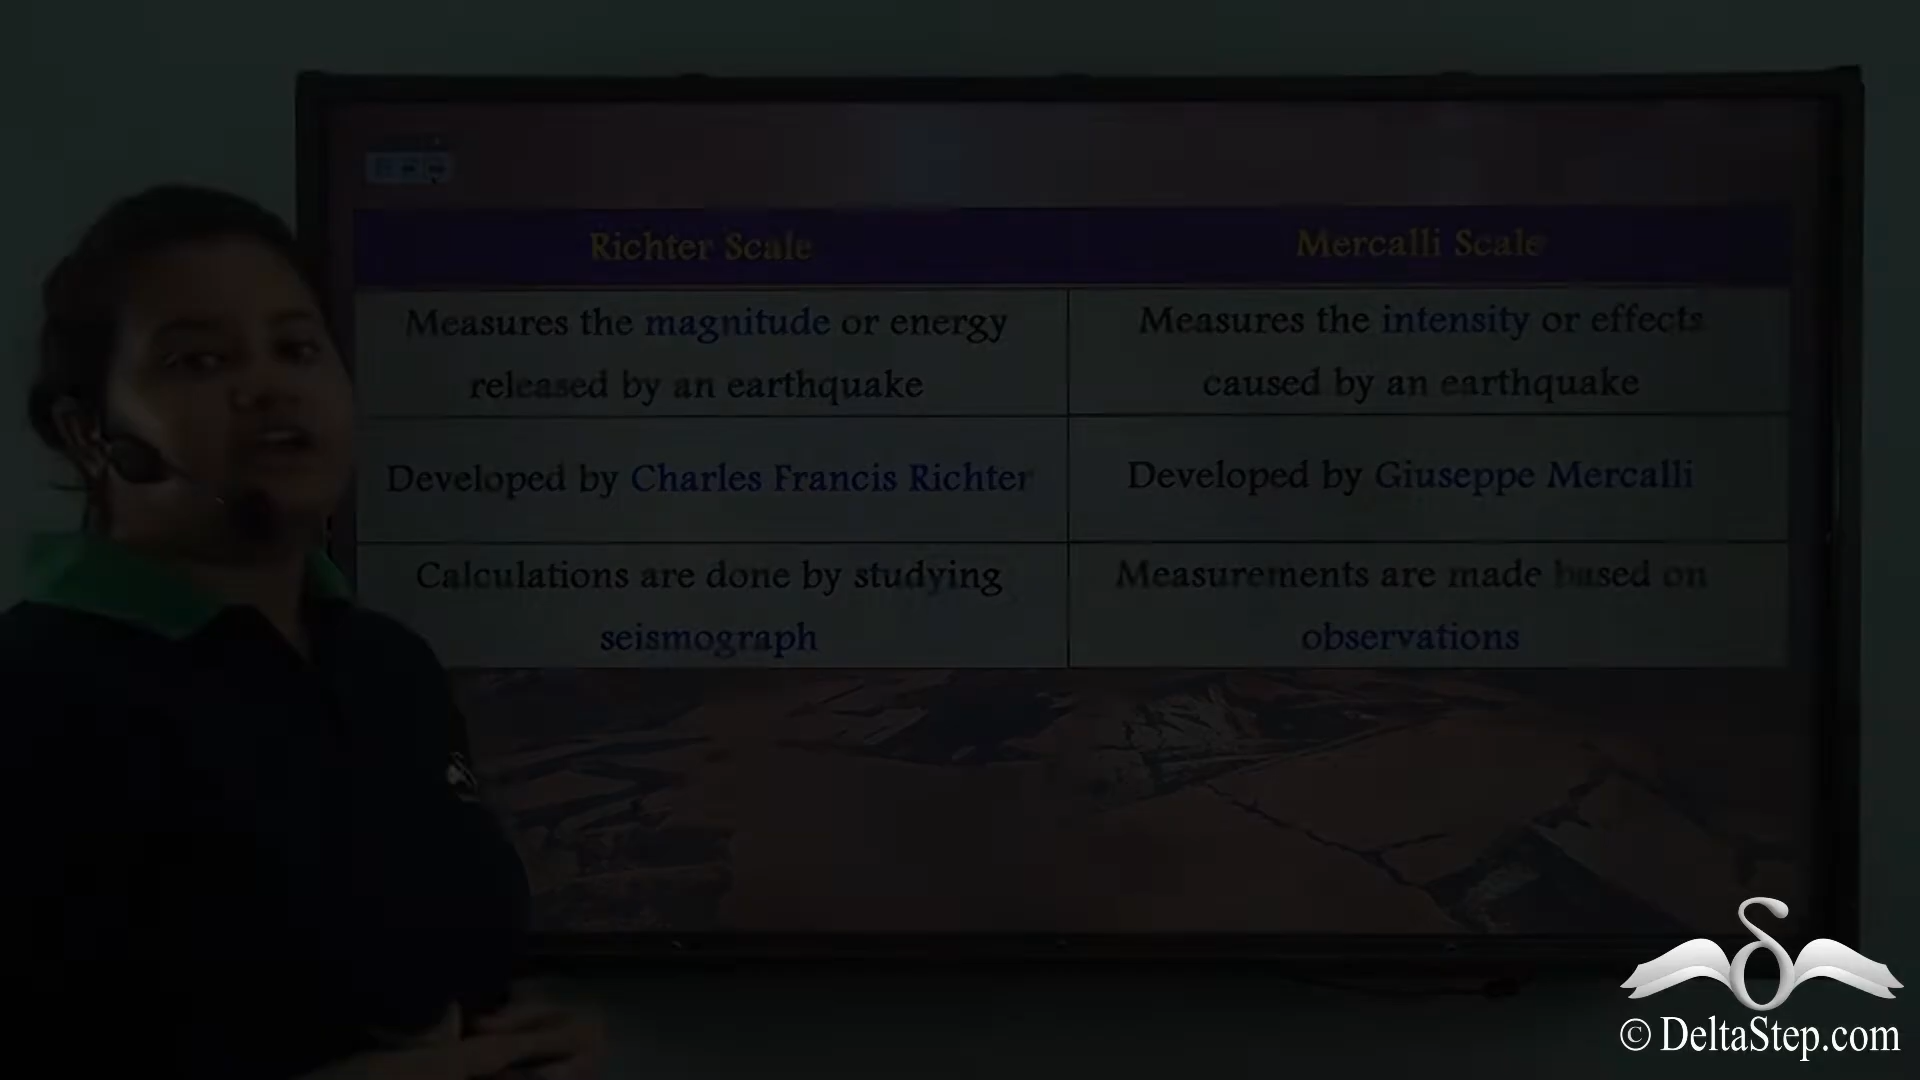 Richter Scale
Mercalli Scale
Measures the magnitude or energy
released by an earthquake
Measures the intensity or effects
caused by an earthquake
Developed by Charles Francis Richter
Developed by Giuseppe Mercalli
Calculations are done by studying
seismograph
Measurements are made based on
observations
© DeltaStep.com